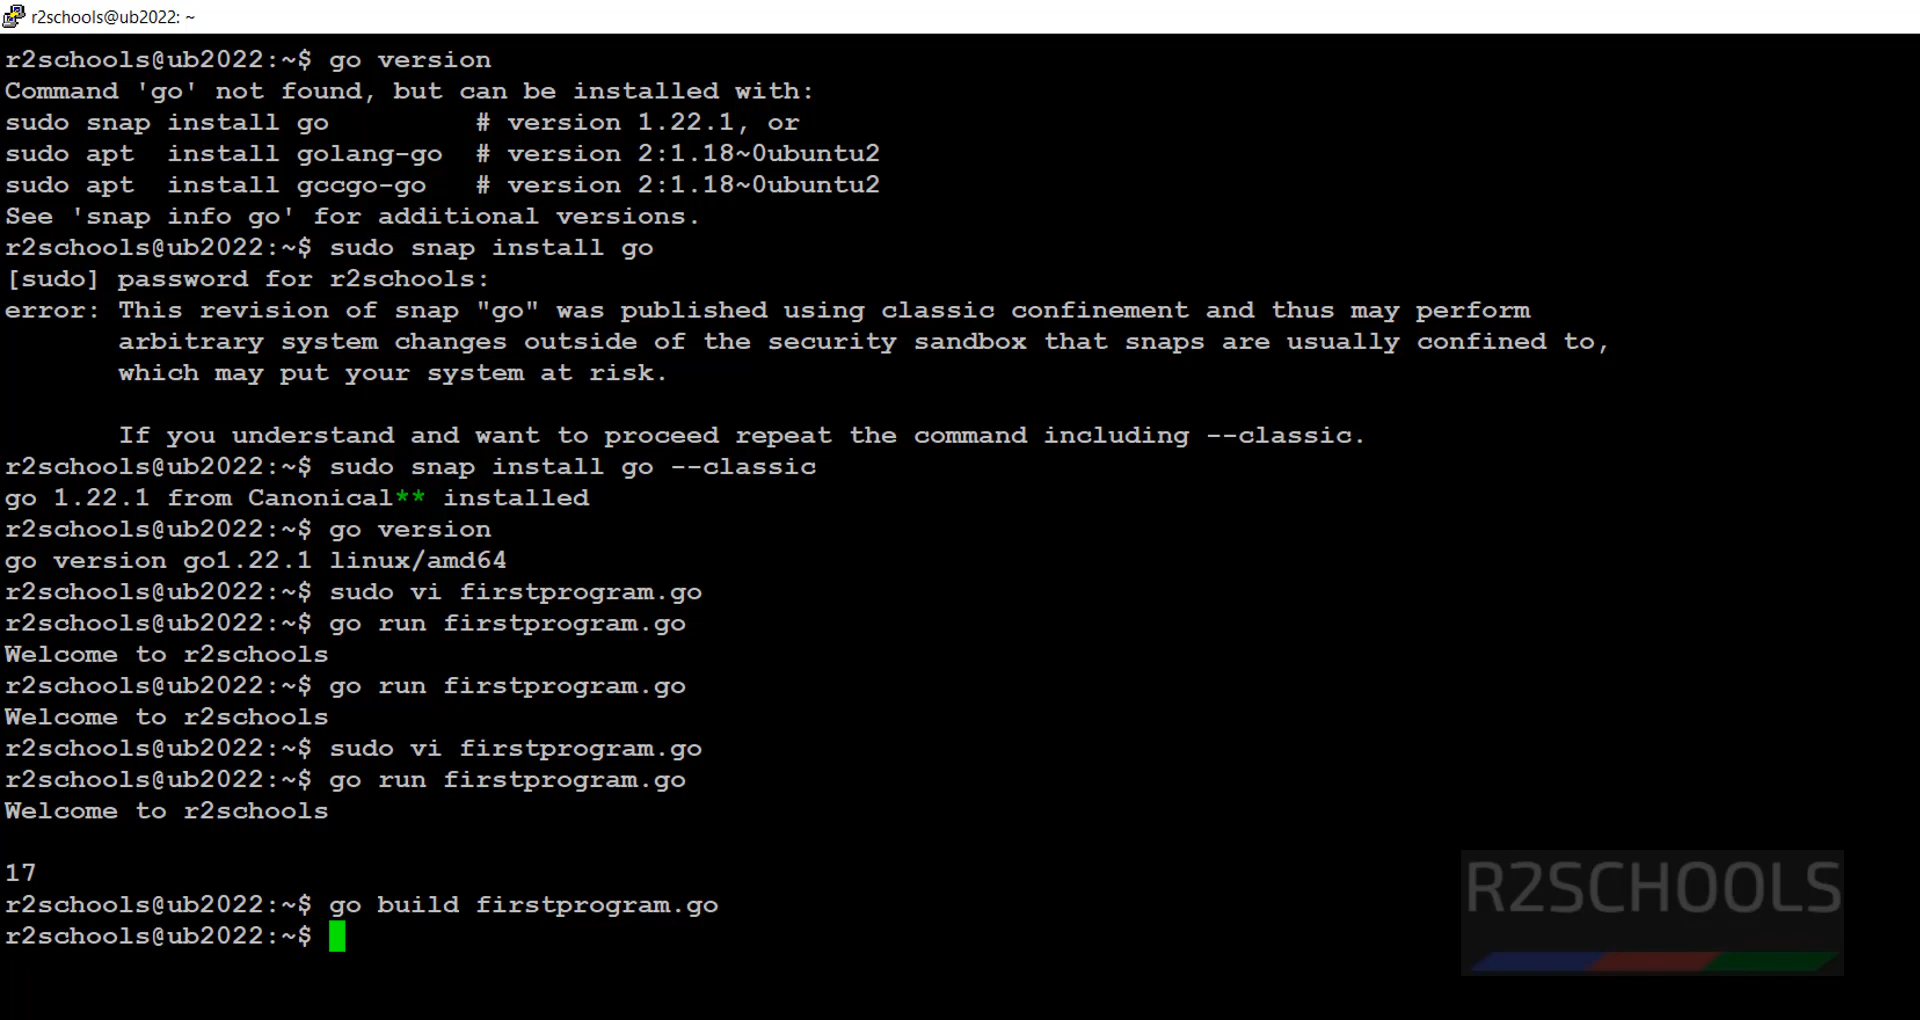 r2schools@ub2022: ~
r2schools@ub2022:~$ go version
Command 'go' not found, but can be installed with:
sudo snap install go         # version 1.22.1, or
sudo apt  install golang-go  # version 2:1.18~0ubuntu2
sudo apt  install gccgo-go   # version 2:1.18~0ubuntu2
See 'snap info go' for additional versions.
r2schools@ub2022:~$ sudo snap install go
[sudo] password for r2schools:
error: This revision of snap "go" was published using classic confinement and thus may perform
       arbitrary system changes outside of the security sandbox that snaps are usually confined to,
       which may put your system at risk.
       If you understand and want to proceed repeat the command including --classic.
r2schools@ub2022:~$ sudo snap install go --classic
go 1.22.1 from Canonical** installed
r2schools@ub2022:~$ go version
go version go1.22.1 linux/amd64
r2schools@ub2022:~$ sudo vi firstprogram.go
r2schools@ub2022:~$ go run firstprogram.go
Welcome to r2schools
r2schools@ub2022:~$ go run firstprogram.go
Welcome to r2schools
r2schools@ub2022:~$ sudo vi firstprogram.go
r2schools@ub2022:~$ go run firstprogram.go
Welcome to r2schools
17
r2schools@ub2022:~$ go build firstprogram.go
r2schools@ub2022:~$
R2SCHOOLS